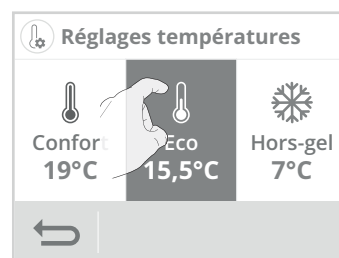 Réglages températures
Confort Eco Hors-gel
19°C 15,5°C 7°C